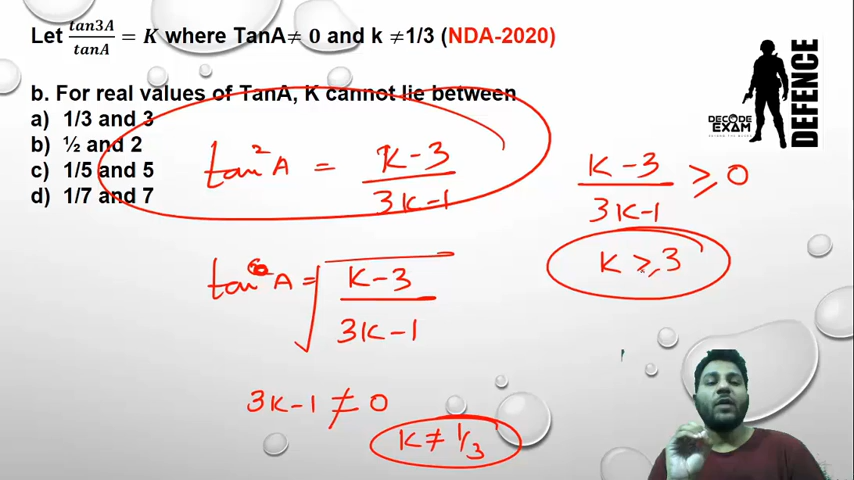 Let tan3A/tanA = K where TanA≠ 0 and k ≠1/3 (NDA-2020)
b. For real values of TanA, K cannot lie between
a) 1/3 and 3
b) ½ and 2
c) 1/5 and 5
d) 1/7 and 7
tan²A = K-3/3K-1
K-3/3K-1 ≥ 0
K ≥ 3
tan A = √K-3/3K-1
3K-1 ≠ 0
K ≠ 1/3
DECODE EXAM
DEFENCE